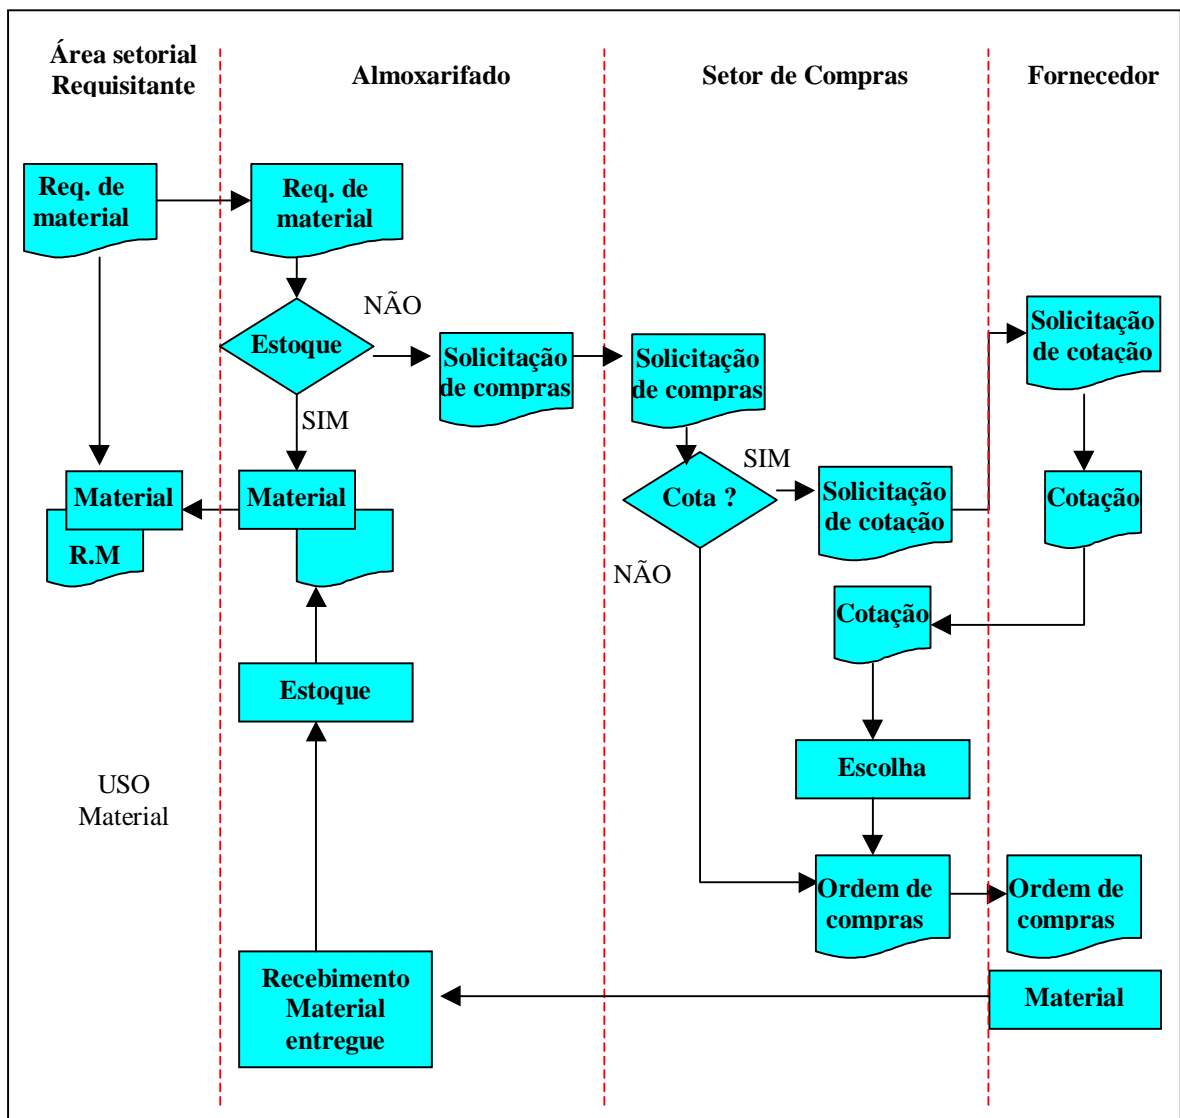 Área setorial
Requisitante
Almoxarifado
Setor de Compras
Fornecedor
Req. de
material
Req. de
material
NÃO
Estoque
SIM
Solicitação
de compras
Solicitação
de compras
Solicitação
de cotação
SIM
Cota ?
NÃO
Solicitação
de cotação
Cotação
Material
R.M
Material
Cotação
Estoque
Escolha
USO
Material
Ordem de
compras
Ordem de
compras
Recebimento
Material
entregue
Material